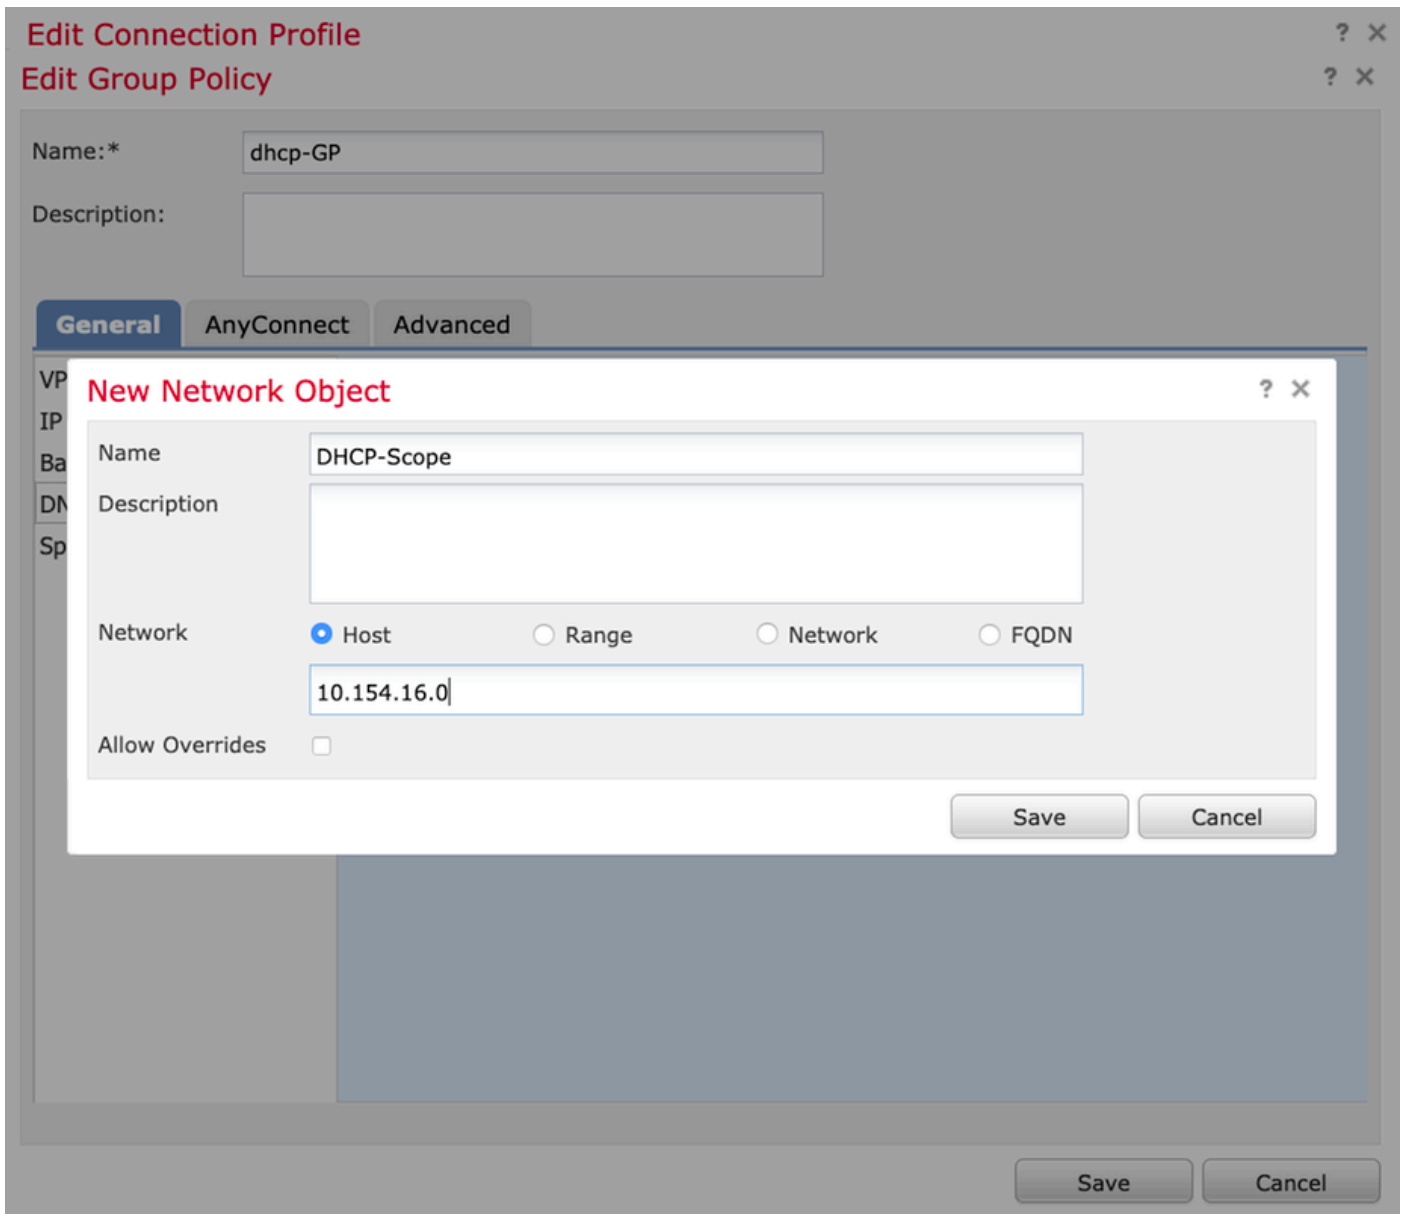 Edit Connection Profile ? ×
Edit Group Policy ? ×
Name:* dhcp-GP
Description:
General AnyConnect Advanced
VP
IP
Ba
DN
Sp
New Network Object ? ×
Name DHCP-Scope
Description
Network Host Range Network FQDN
10.154.16.0
Allow Overrides
Save Cancel
Save Cancel